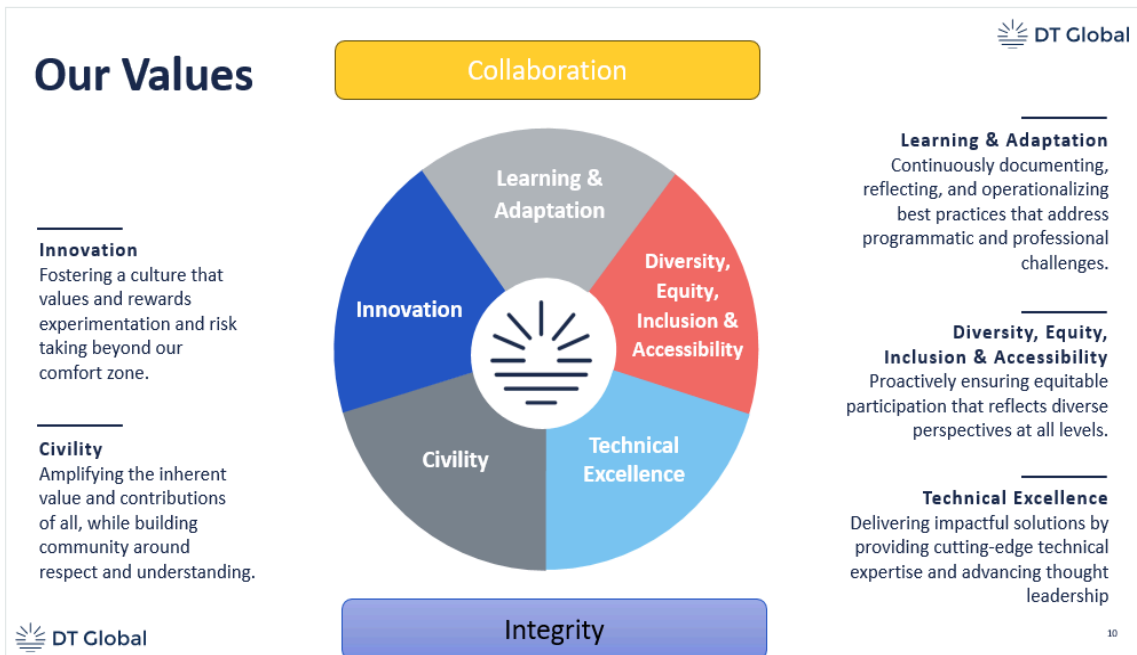 Our Values
DT Global
Collaboration
Learning &
Adaptation
Diversity,
Equity,
Inclusion &
Accessibility
Innovation
Civility
Technical
Excellence
Innovation
Fostering a culture that
values and rewards
experimentation and risk
taking beyond our
comfort zone.
Civility
Amplifying the inherent
value and contributions
of all, while building
community around
respect and understanding.
Learning & Adaptation
Continuously documenting,
reflecting, and operationalizing
best practices that address
programmatic and professional
challenges.
Diversity, Equity,
Inclusion & Accessibility
Proactively ensuring equitable
participation that reflects diverse
perspectives at all levels.
Technical Excellence
Delivering impactful solutions by
providing cutting-edge technical
expertise and advancing thought
leadership
Integrity
DT Global
10